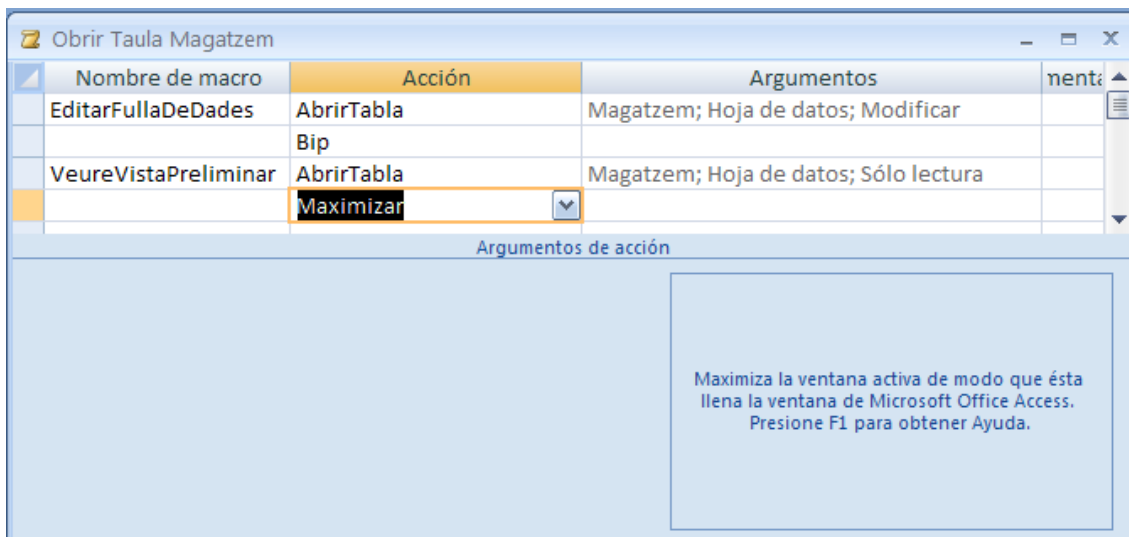 Obrir Taula Magatzem
Nombre de macro Acción Argumentos
EditarFullaDeDades AbrirTabla Magatzem; Hoja de datos; Modificar
Bip
VeureVistaPreliminar AbrirTabla Magatzem; Hoja de datos; Sólo lectura
Maximizar
Argumentos de acción
Maximiza la ventana activa de modo que ésta
llena la ventana de Microsoft Office Access.
Presione F1 para obtener Ayuda.